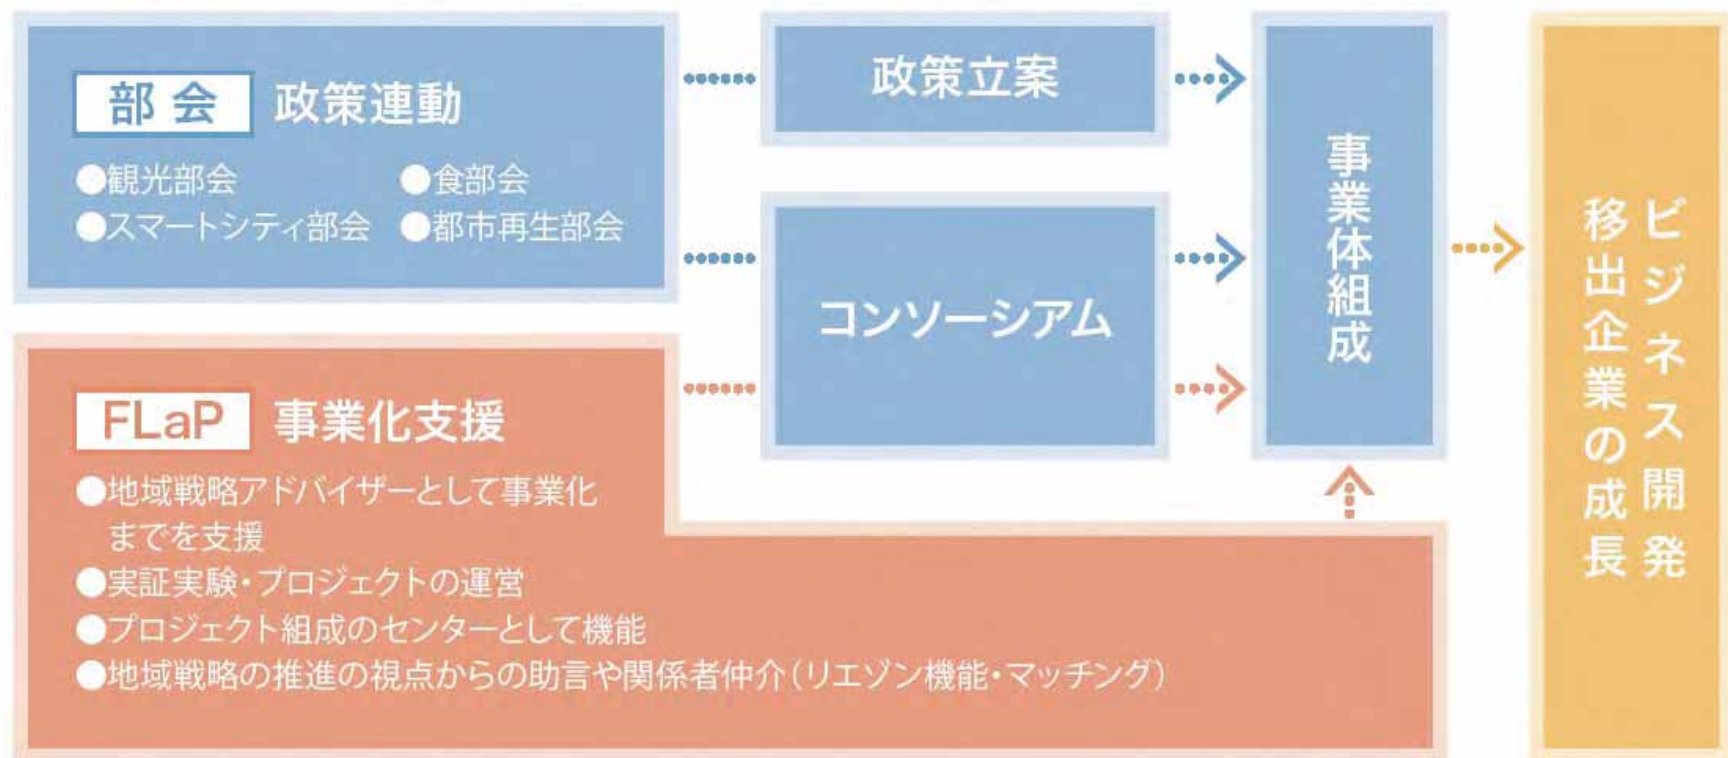 部会 政策連動
●観光部会 ●食部会
●スマートシティ部会 ●都市再生部会
政策立案
コンソーシアム
事業体組成
FLaP 事業化支援
●地域戦略アドバイザーとして事業化
までを支援
●実証実験・プロジェクトの運営
●プロジェクト組成のセンターとして機能
●地域戦略の推進の視点からの助言や関係者仲介（リエゾン機能・マッチング）
ビジネス開発
移出企業の成長